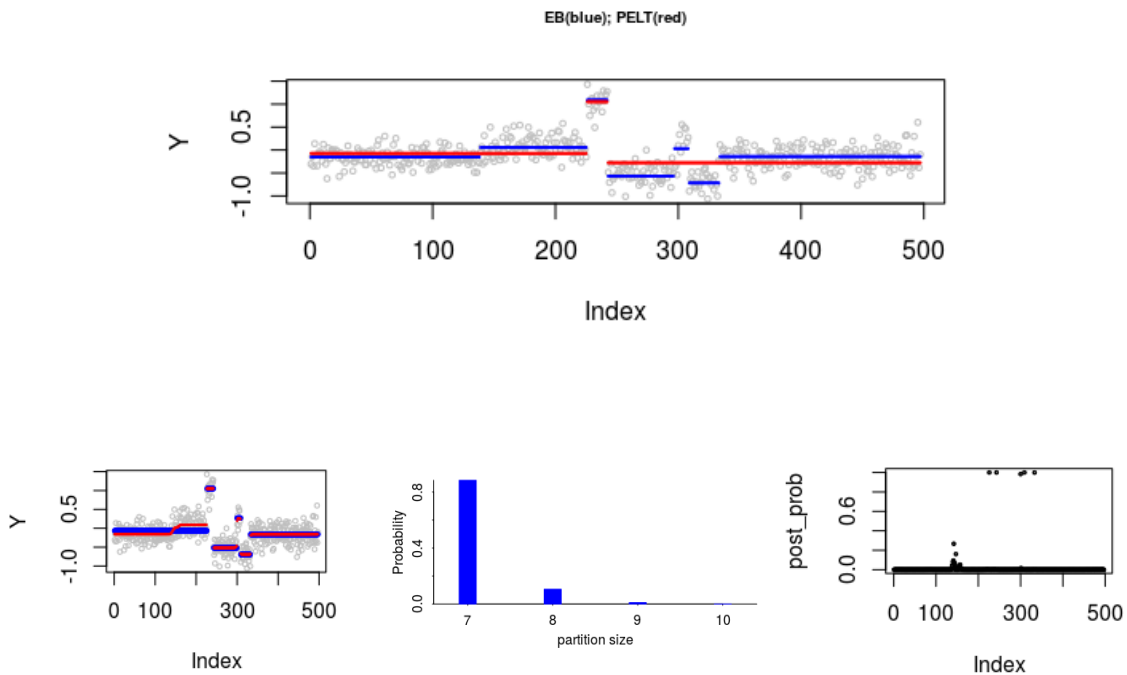 EB(blue); PELT(red)
Y
0.5
-1.0
0 100 200 300 400 500
Index
Y
0.5
-1.0
0 100 300 500
Index
Probability
0.8
0.4
0.0
7 8 9 10
partition size
post_prob
0.6
0.0
0 100 300 500
Index